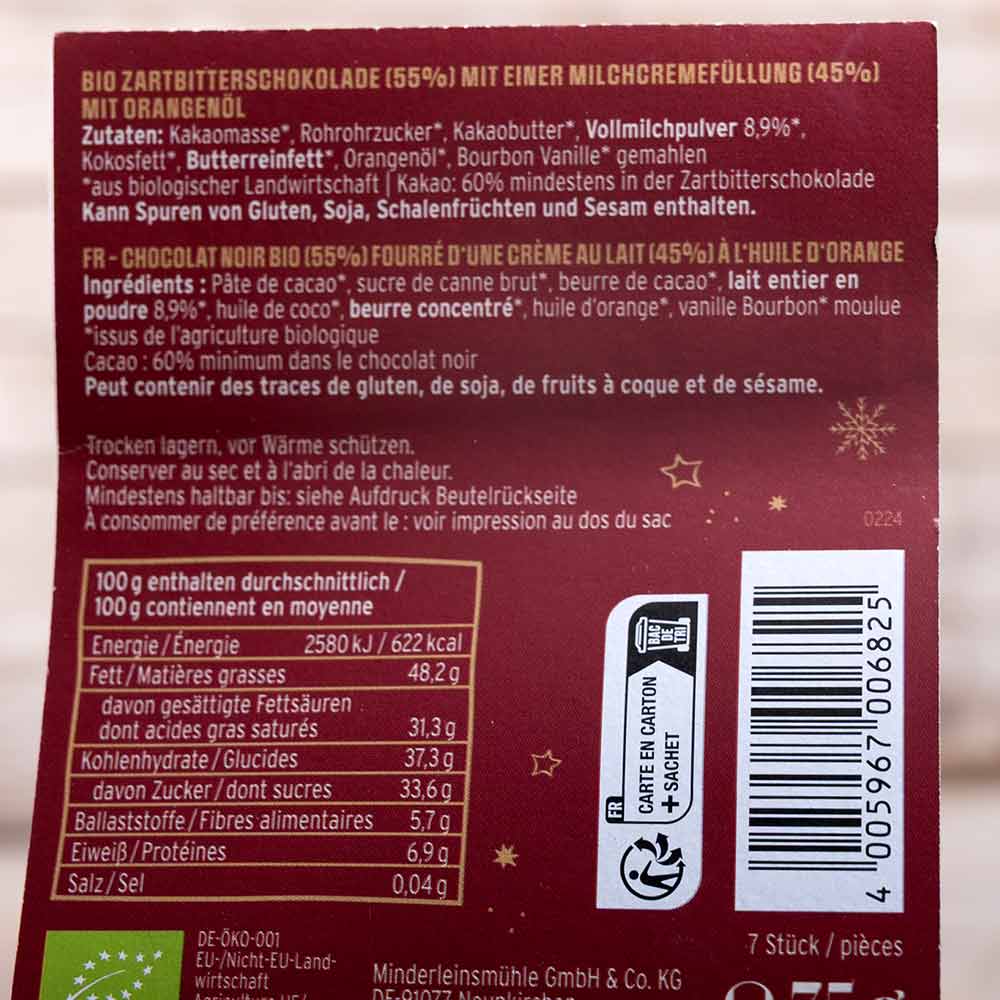 BIO ZARTBITTERSCHOKOLADE (55%) MIT EINER MILCHCREMEFÜLLUNG (45%)
MIT ORANGENÖL
Zutaten: Kakaomasse*, Rohrohrzucker*, Kakaobutter*, Vollmilchpulver 8,9%*,
Kokosfett*, Butterreinfett*, Orangenöl*, Bourbon Vanille* gemahlen
*aus biologischer Landwirtschaft | Kakao: 60% mindestens in der Zartbitterschokolade
Kann Spuren von Gluten, Soja, Schalenfrüchten und Sesam enthalten.
FR - CHOCOLAT NOIR BIO (55%) FOURRÉ D'UNE CRÈME AU LAIT (45%) À L'HUILE D'ORANGE
Ingrédients : Pâte de cacao*, sucre de canne brut*, beurre de cacao*, lait entier en
poudre 8,9%*, huile de coco*, beurre concentré*, huile d'orange*, vanille Bourbon* moulue
*issus de l'agriculture biologique
Cacao : 60% minimum dans le chocolat noir
Peut contenir des traces de gluten, de soja, de fruits à coque et de sésame.
Trocken lagern, vor Wärme schützen.
Conserver au sec et à l'abri de la chaleur.
Mindestens haltbar bis: siehe Aufdruck Beutelrückseite
À consommer de préférence avant le : voir impression au dos du sac
0224
100 g enthalten durchschnittlich /
100 g contiennent en moyenne
Energie / Énergie 2580 kJ / 622 kcal
Fett / Matières grasses 48,2 g
davon gesättigte Fettsäuren
dont acides gras saturés 31,3 g
Kohlenhydrate / Glucides 37,3 g
davon Zucker / dont sucres 33,6 g
Ballaststoffe / Fibres alimentaires 5,7 g
Eiweiß / Protéines 6,9 g
Salz / Sel 0,04 g
FR
CARTE EN CARTON
+ SACHET
BAC
DE
TRI
4 005967 006825
7 Stück / pièces
DE-ÖKO-001
EU-/Nicht-EU-Land-
wirtschaft
Agriculture UE/
Minderleinsmühle GmbH & Co. KG
DE-91077 Neunkirchen
75 g